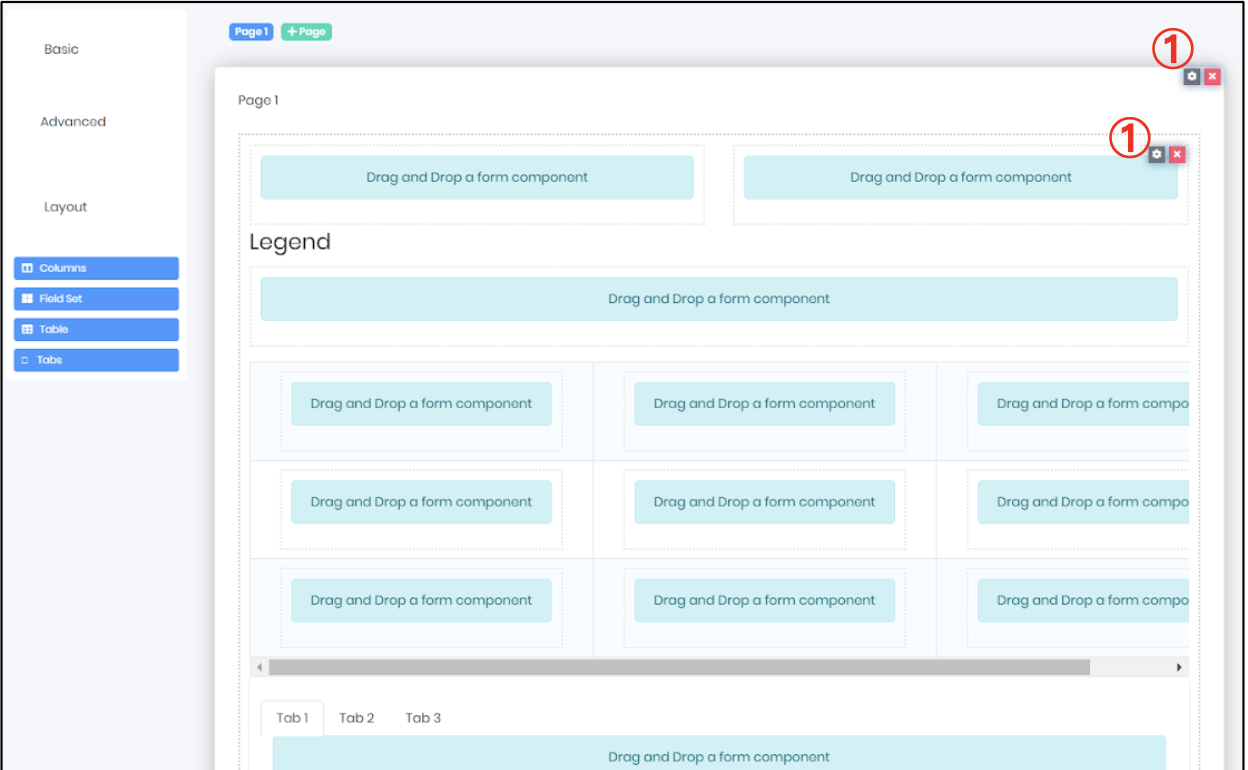 Basic
Advanced
Layout
Columns
Field Set
Table
Tabs
Page 1
+ Page
①
Page 1
①
Drag and Drop a form component
Drag and Drop a form component
Legend
Drag and Drop a form component
Drag and Drop a form component
Drag and Drop a form component
Drag and Drop a form compo
Drag and Drop a form component
Drag and Drop a form component
Drag and Drop a form compo
Drag and Drop a form component
Drag and Drop a form component
Drag and Drop a form compo
Tab 1
Tab 2
Tab 3
Drag and Drop a form component